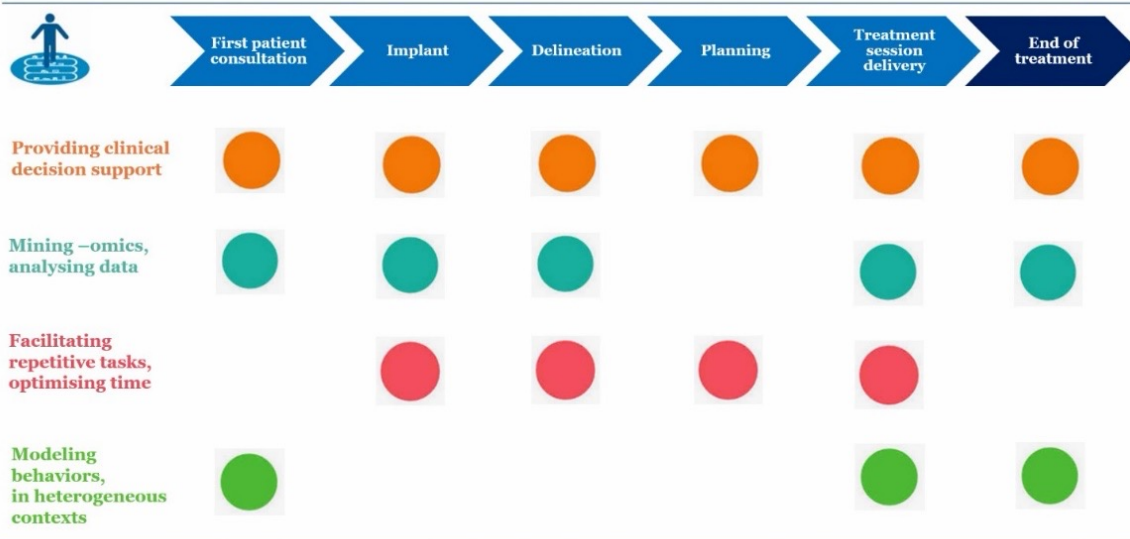 First patient
consultation
Implant
Delineation
Planning
Treatment
session
delivery
End of
treatment
Providing clinical
decision support
Mining –omics,
analysing data
Facilitating
repetitive tasks,
optimising time
Modeling
behaviors,
in heterogeneous
contexts